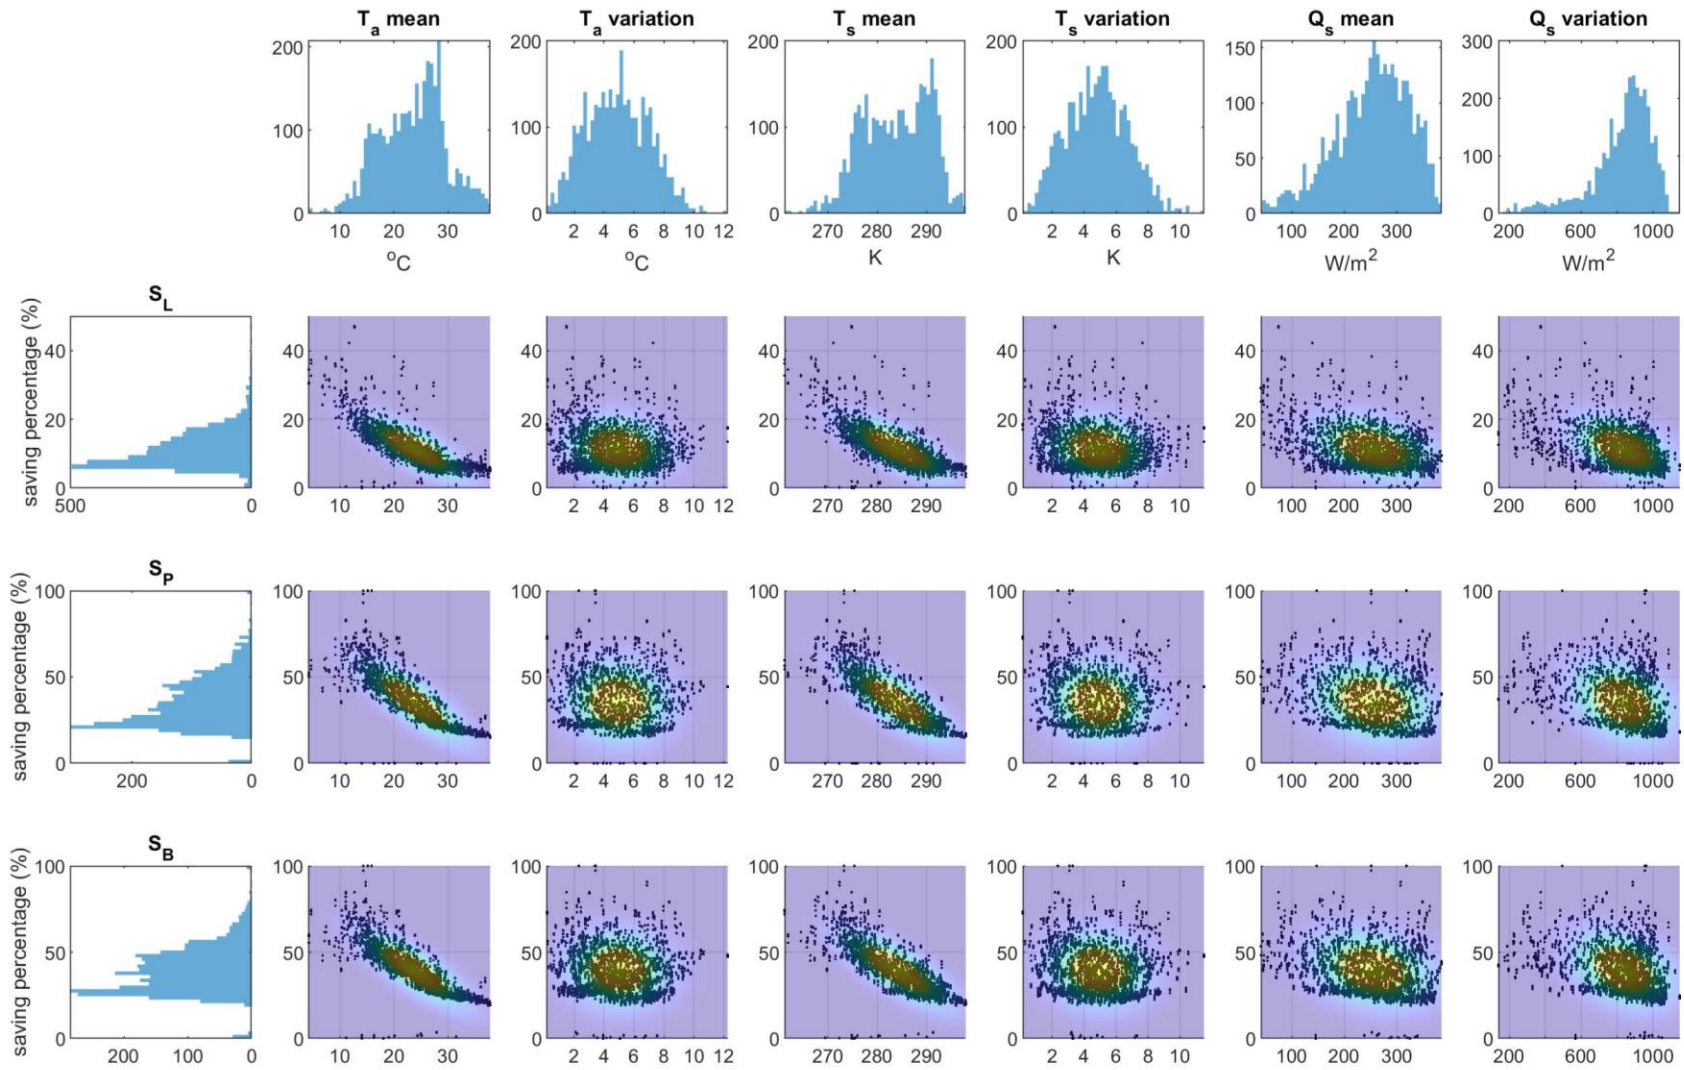 T_a mean T_a variation T_s mean T_s variation Q_s mean Q_s variation
200 200 200 200 150 300
100 100 100 100 100 200
50 100
0 0 0 0 0 0
10 20 30 2 4 6 8 10 12 270 280 290 2 4 6 8 10 100 200 300 200 600 1000
°C °C K K W/m² W/m²
S_L
saving percentage (%)
40 40 40 40 40 40 40
20 20 20 20 20 20 20
0 0 0 0 0 0 0
500 0 10 20 30 2 4 6 8 10 12 270 280 290 2 4 6 8 10 100 200 300 200 600 1000
S_P
saving percentage (%)
100 100 100 100 100 100 100
50 50 50 50 50 50 50
0 0 0 0 0 0 0
200 0 10 20 30 2 4 6 8 10 12 270 280 290 2 4 6 8 10 100 200 300 200 600 1000
S_B
saving percentage (%)
100 100 100 100 100 100 100
50 50 50 50 50 50 50
0 0 0 0 0 0 0
200 100 0 10 20 30 2 4 6 8 10 12 270 280 290 2 4 6 8 10 100 200 300 200 600 1000